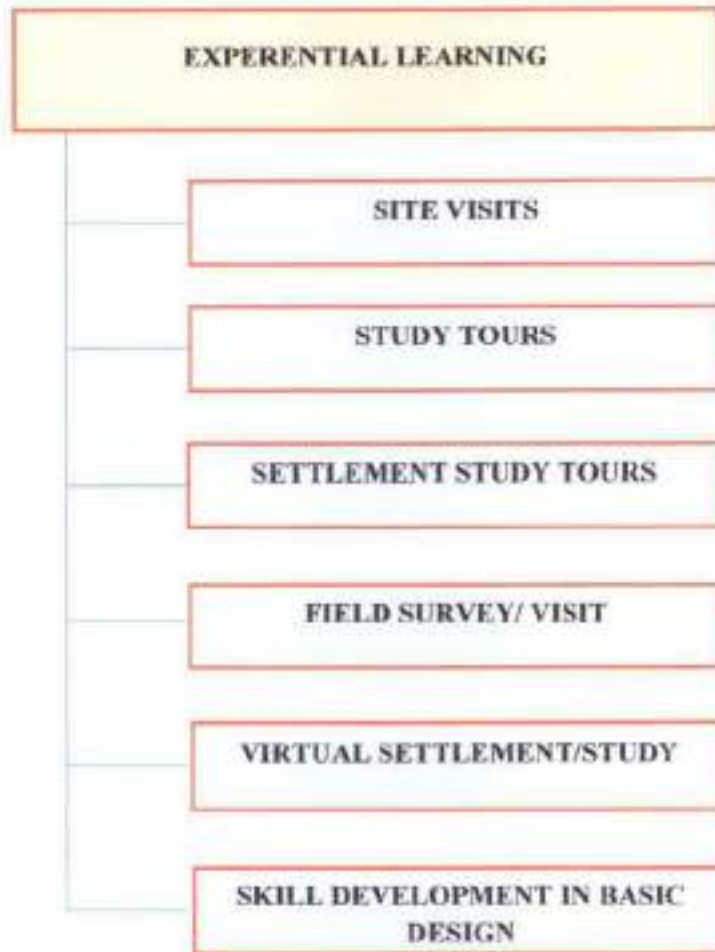 EXPERENTIAL LEARNING
SITE VISITS
STUDY TOURS
SETTLEMENT STUDY TOURS
FIELD SURVEY/ VISIT
VIRTUAL SETTLEMENT/STUDY
SKILL DEVELOPMENT IN BASIC
DESIGN